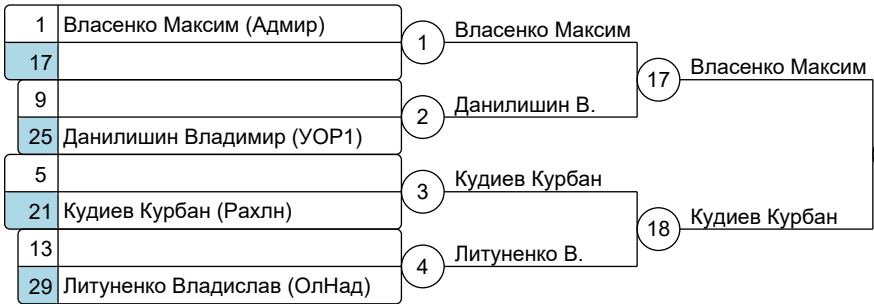 1 Власенко Максим (Адмир)
17
9
25 Данилишин Владимир (УОР1)
5
21 Кудиев Курбан (Рахлн)
13
29 Литуненко Владислав (ОлНад)
1 Власенко Максим
2 Данилишин В.
3 Кудиев Курбан
4 Литуненко В.
17 Власенко Максим
18 Кудиев Курбан